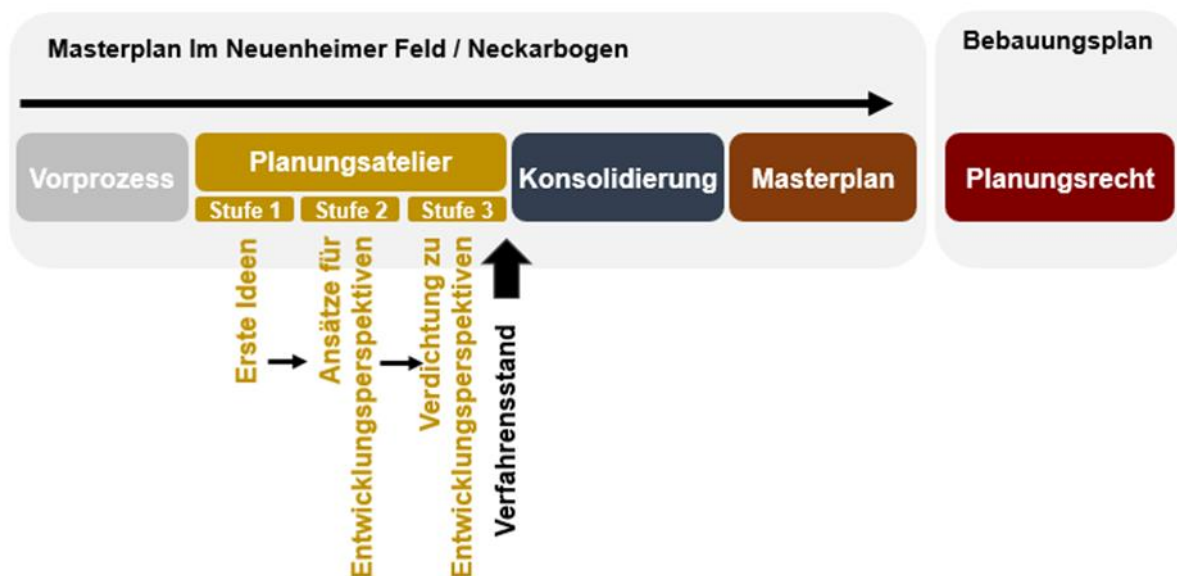 Masterplan Im Neuenheimer Feld / Neckarbogen
Bebauungsplan
Vorprozess
Planungsatelier
Stufe 1
Stufe 2
Stufe 3
Konsolidierung
Masterplan
Planungsrecht
Erste Ideen
Ansätze für
Entwicklungsperspektiven
Verdichtung zu
Entwicklungsperspektiven
Verfahrensstand